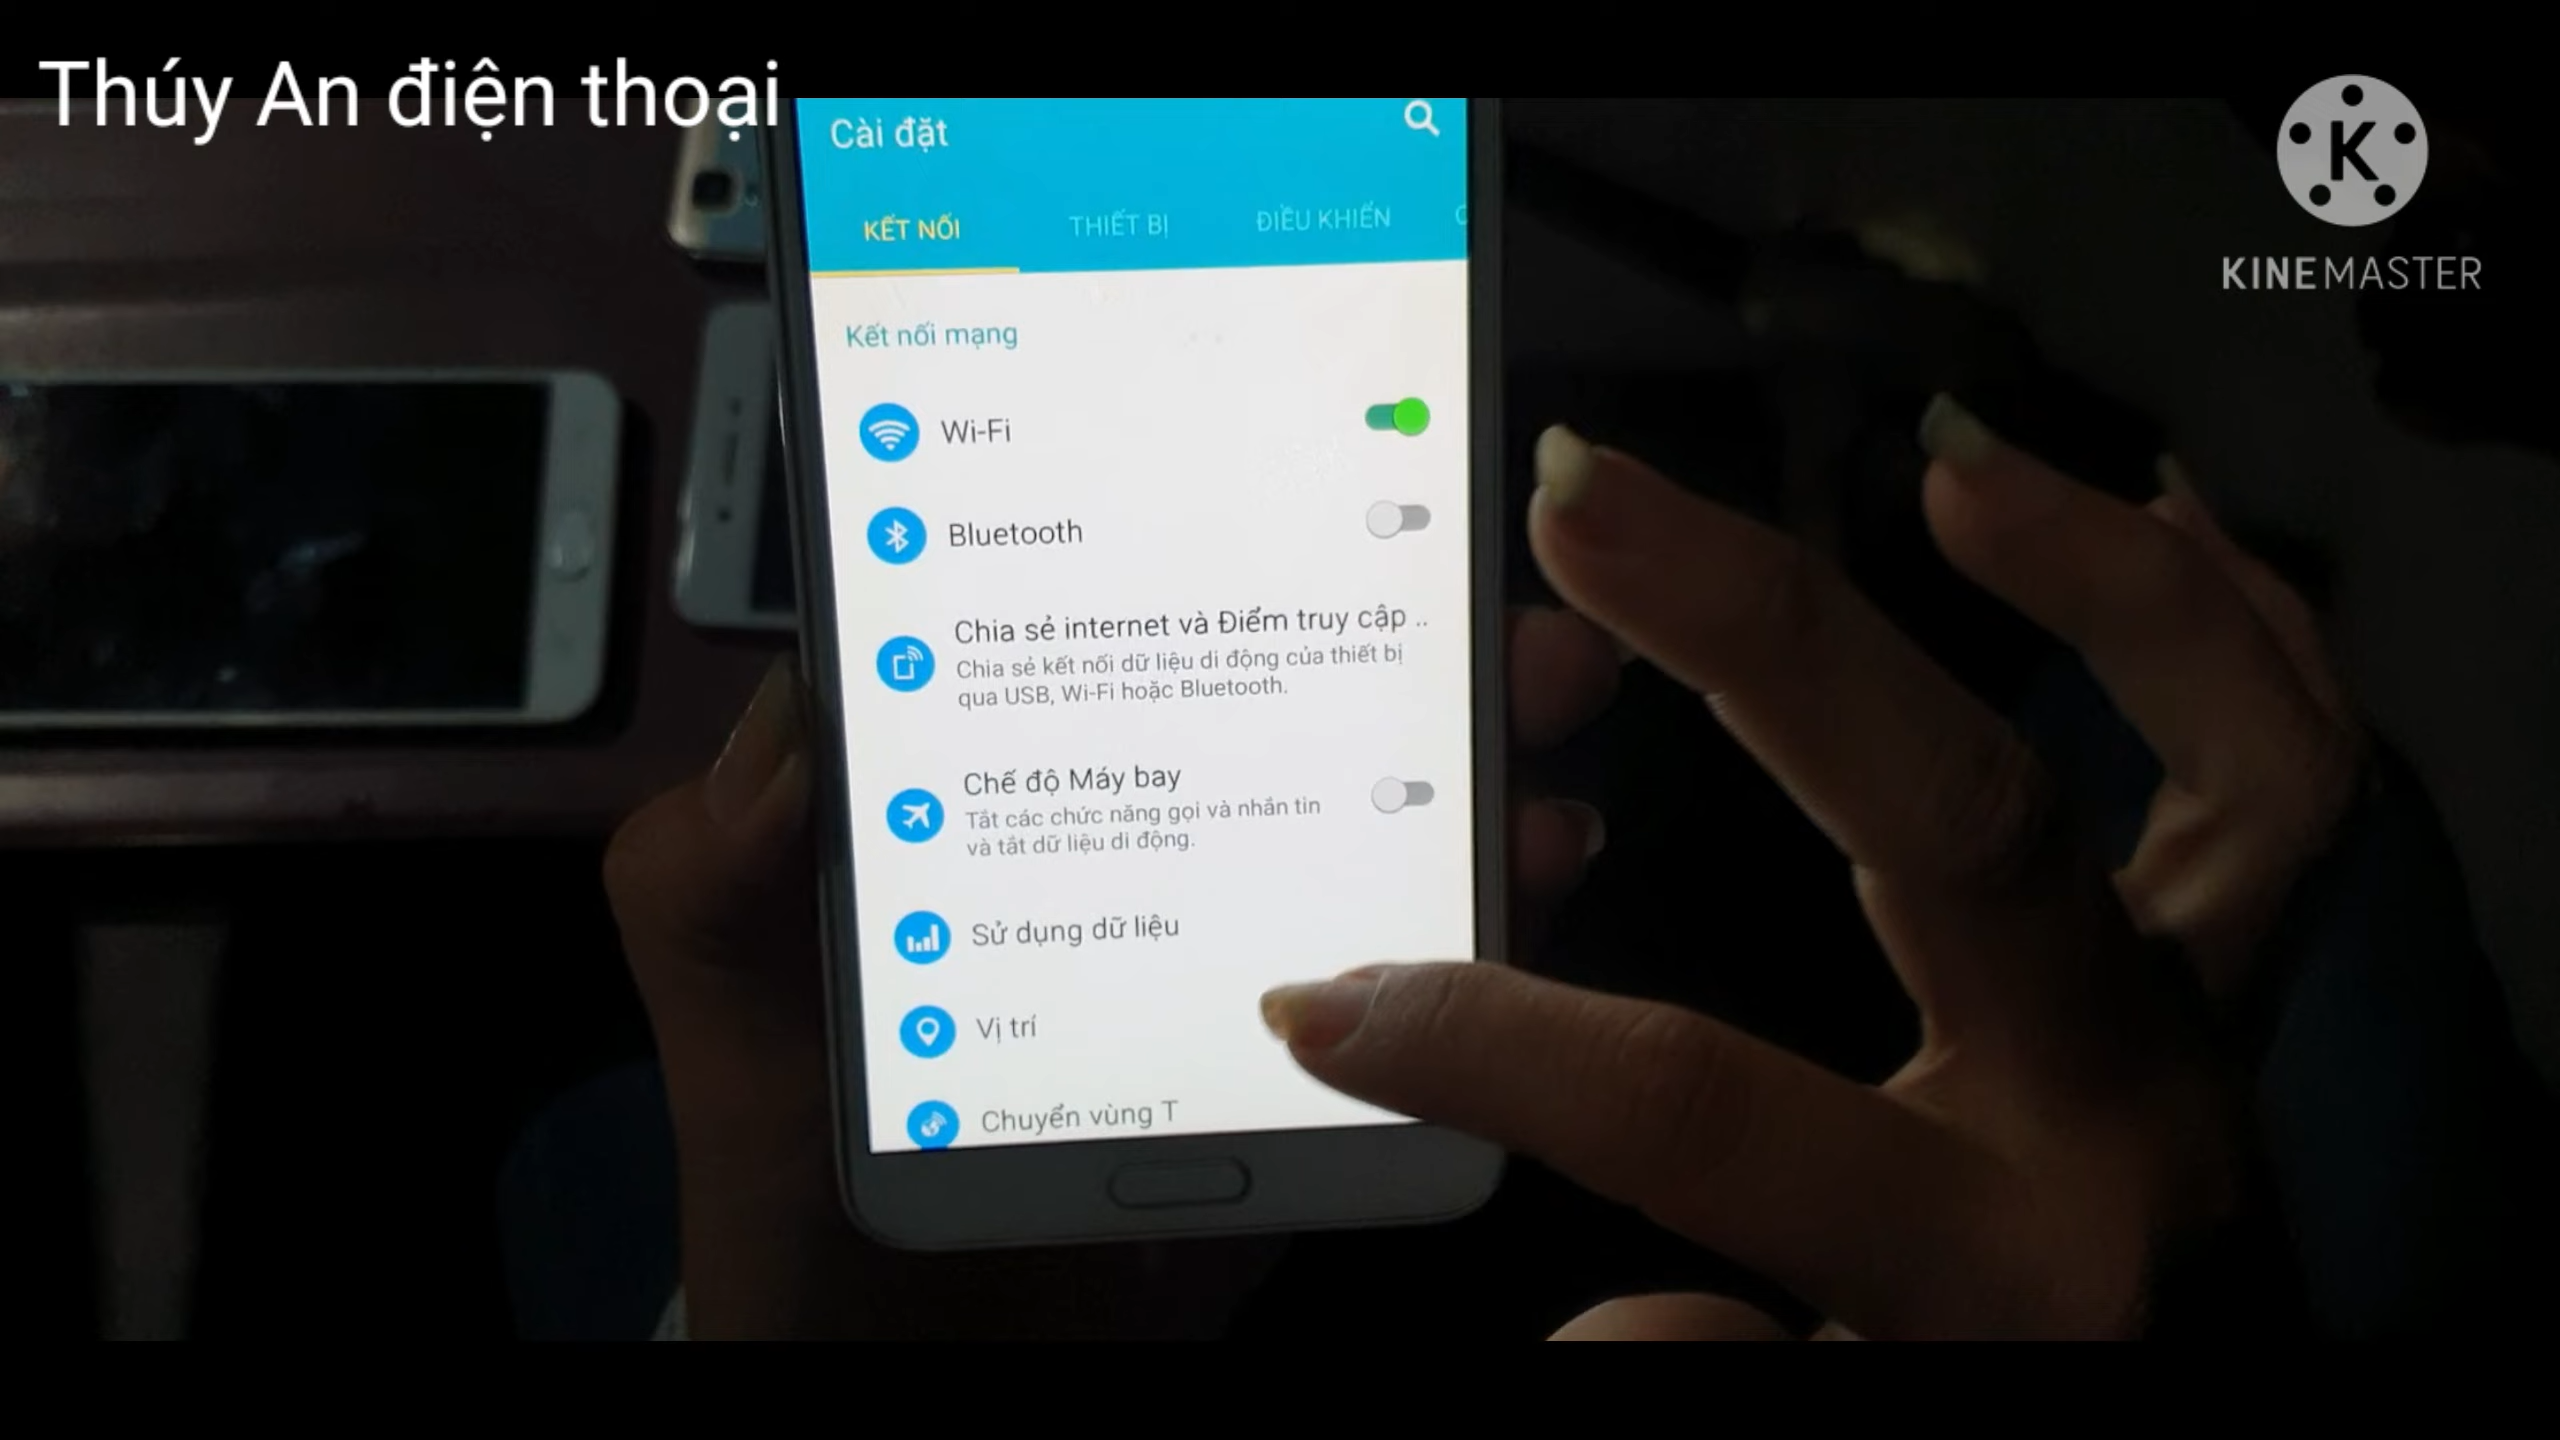 Thúy An điện thoại
K
KINEMASTER
Cài đặt
KẾT NỐI THIẾT BỊ ĐIỀU KHIỂN
Kết nối mạng
Wi-Fi
Bluetooth
Chia sẻ internet và Điểm truy cập ..
Chia sẻ kết nối dữ liệu di động của thiết bị
qua USB, Wi-Fi hoặc Bluetooth.
Chế độ Máy bay
Tắt các chức năng gọi và nhắn tin
và tắt dữ liệu di động.
Sử dụng dữ liệu
Vị trí
Chuyển vùng T